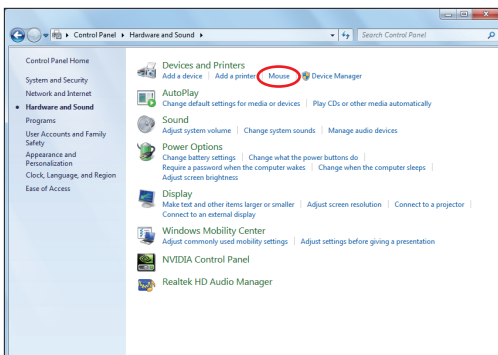 Control Panel ▸ Hardware and Sound ▸
Search Control Panel
Control Panel Home
System and Security
Network and Internet
Hardware and Sound
Programs
User Accounts and Family
Safety
Appearance and
Personalization
Clock, Language, and Region
Ease of Access
Devices and Printers
Add a device | Add a printer | Mouse | Device Manager
AutoPlay
Change default settings for media or devices | Play CDs or other media automatically
Sound
Adjust system volume | Change system sounds | Manage audio devices
Power Options
Change battery settings | Change what the power buttons do |
Require a password when the computer wakes | Change when the computer sleeps |
Adjust screen brightness
Display
Make text and other items larger or smaller | Adjust screen resolution | Connect to a projector |
Connect to an external display
Windows Mobility Center
Adjust commonly used mobility settings | Adjust settings before giving a presentation
NVIDIA Control Panel
Realtek HD Audio Manager